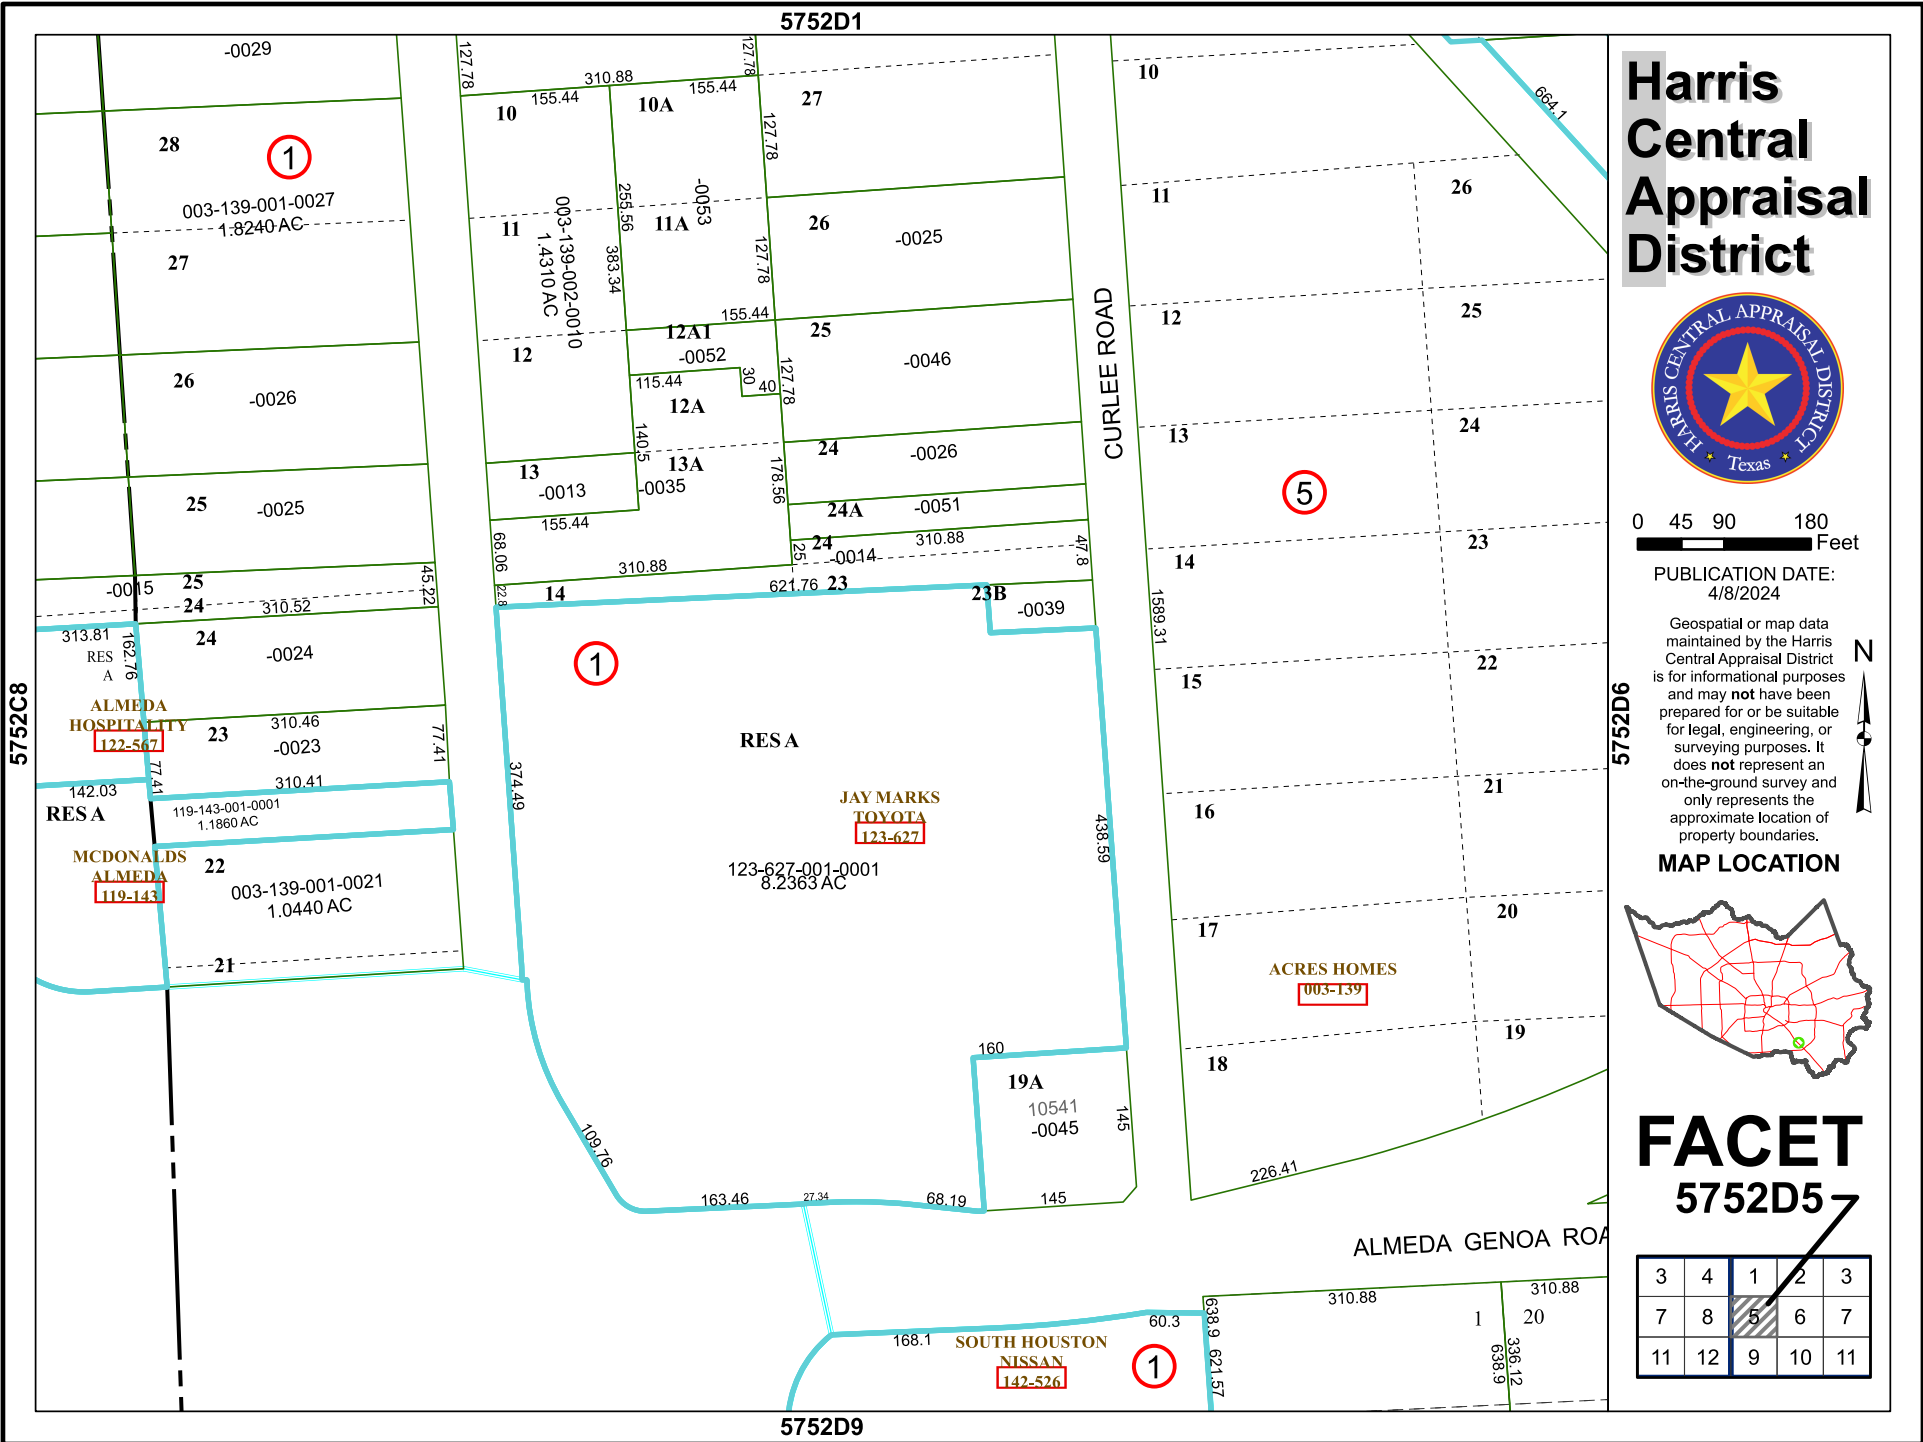 5752D1
-0029
127.78
310.88
127.78
10
155.44
10A
155.44
27
10
664.1
28
1
127.78
003-139-001-0027
1.8240 AC
003-139-002-0010
1.4310 AC
255.56
-0053
11
26
11
11A
26
-0025
27
383.34
127.78
155.44
12A1
25
-0046
12
25
12
-0052
115.44
30
40
127.78
CURLEE ROAD
26
-0026
12A
13
24
140.5
13A
24
-0026
13
-0013
-0035
178.56
5
25
-0025
155.44
24A
-0051
68.06
24
310.88
47.8
23
25
-0014
14
-0015
25
45.22
310.88
24
310.52
22.8
14
621.76
23
23B
-0039
1589.31
313.81
162.76
24
RES
A
-0024
1
22
15
ALMEDA
HOSPITALITY
122-567
310.46
23
-0023
77.41
RES A
77.41
310.41
374.49
21
142.03
RES A
119-143-001-0001
1.1860 AC
JAY MARKS
TOYOTA
123-627
16
438.59
MCDONALDS
ALMEDA
119-143
22
003-139-001-0021
1.0440 AC
123-627-001-0001
8.2363 AC
20
17
21
ACRES HOMES
003-139
160
19
18
19A
10541
-0045
145
109.76
163.46
27.34
68.19
145
226.41
ALMEDA GENOA ROA
310.88
310.88
638.9
621.57
1
20
638.9
336.12
168.1
60.3
SOUTH HOUSTON
NISSAN
142-526
1
5752C8
5752D6
5752D9
Harris
Central
Appraisal
District
HARRIS CENTRAL APPRAISAL DISTRICT
Texas
0 45 90 180
Feet
PUBLICATION DATE:
4/8/2024
Geospatial or map data
maintained by the Harris
Central Appraisal District
is for informational purposes
and may not have been
prepared for or be suitable
for legal, engineering, or
surveying purposes. It
does not represent an
on-the-ground survey and
only represents the
approximate location of
property boundaries.
N
MAP LOCATION
FACET
5752D5
3 4 1 2 3
7 8 5 6 7
11 12 9 10 11